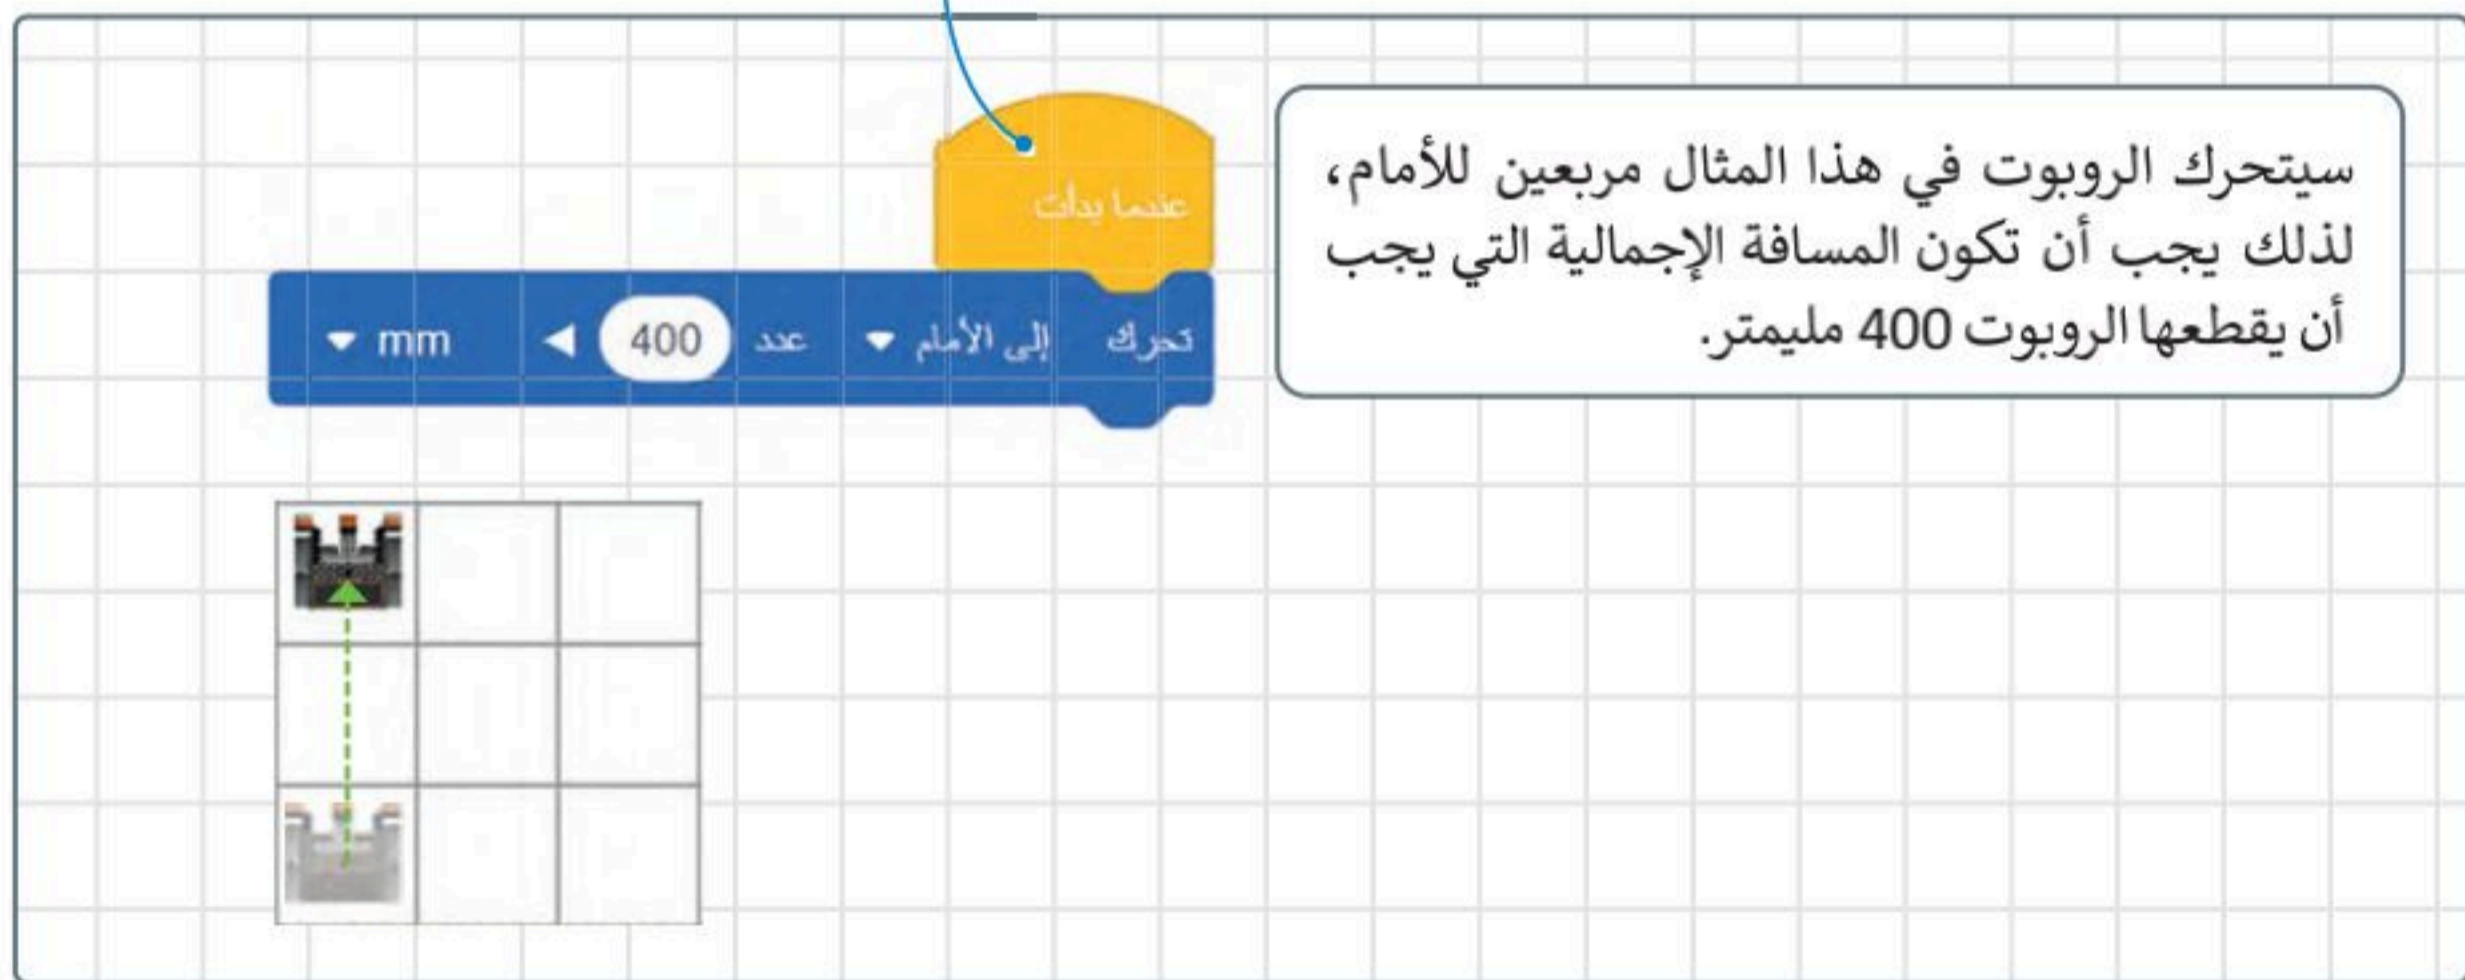 سيتحرك الروبوت في هذا المثال مربعين للأمام،
لذلك يجب أن تكون المسافة الإجمالية التي يجب
أن يقطعها الروبوت 400 مليمتر.
عندما بدأت
تحرك إلى الأمام عدد 400 mm